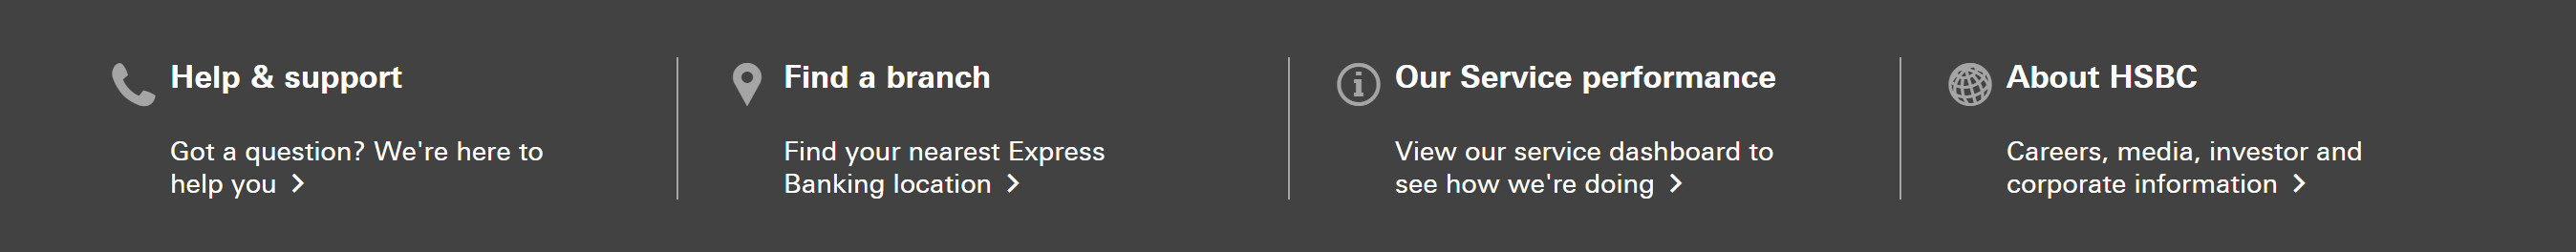 Help & support
Got a question? We're here to
help you
Find a branch
Find your nearest Express
Banking location
Our Service performance
View our service dashboard to
see how we're doing
About HSBC
Careers, media, investor and
corporate information